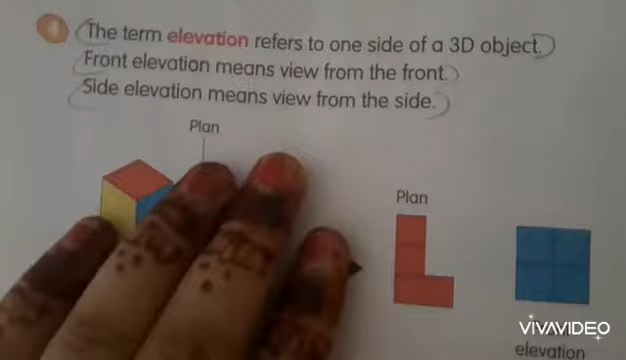 The term elevation refers to one side of a 3D object.
Front elevation means view from the front.
Side elevation means view from the side.
Plan
Plan
elevation
VIVAVIDEO